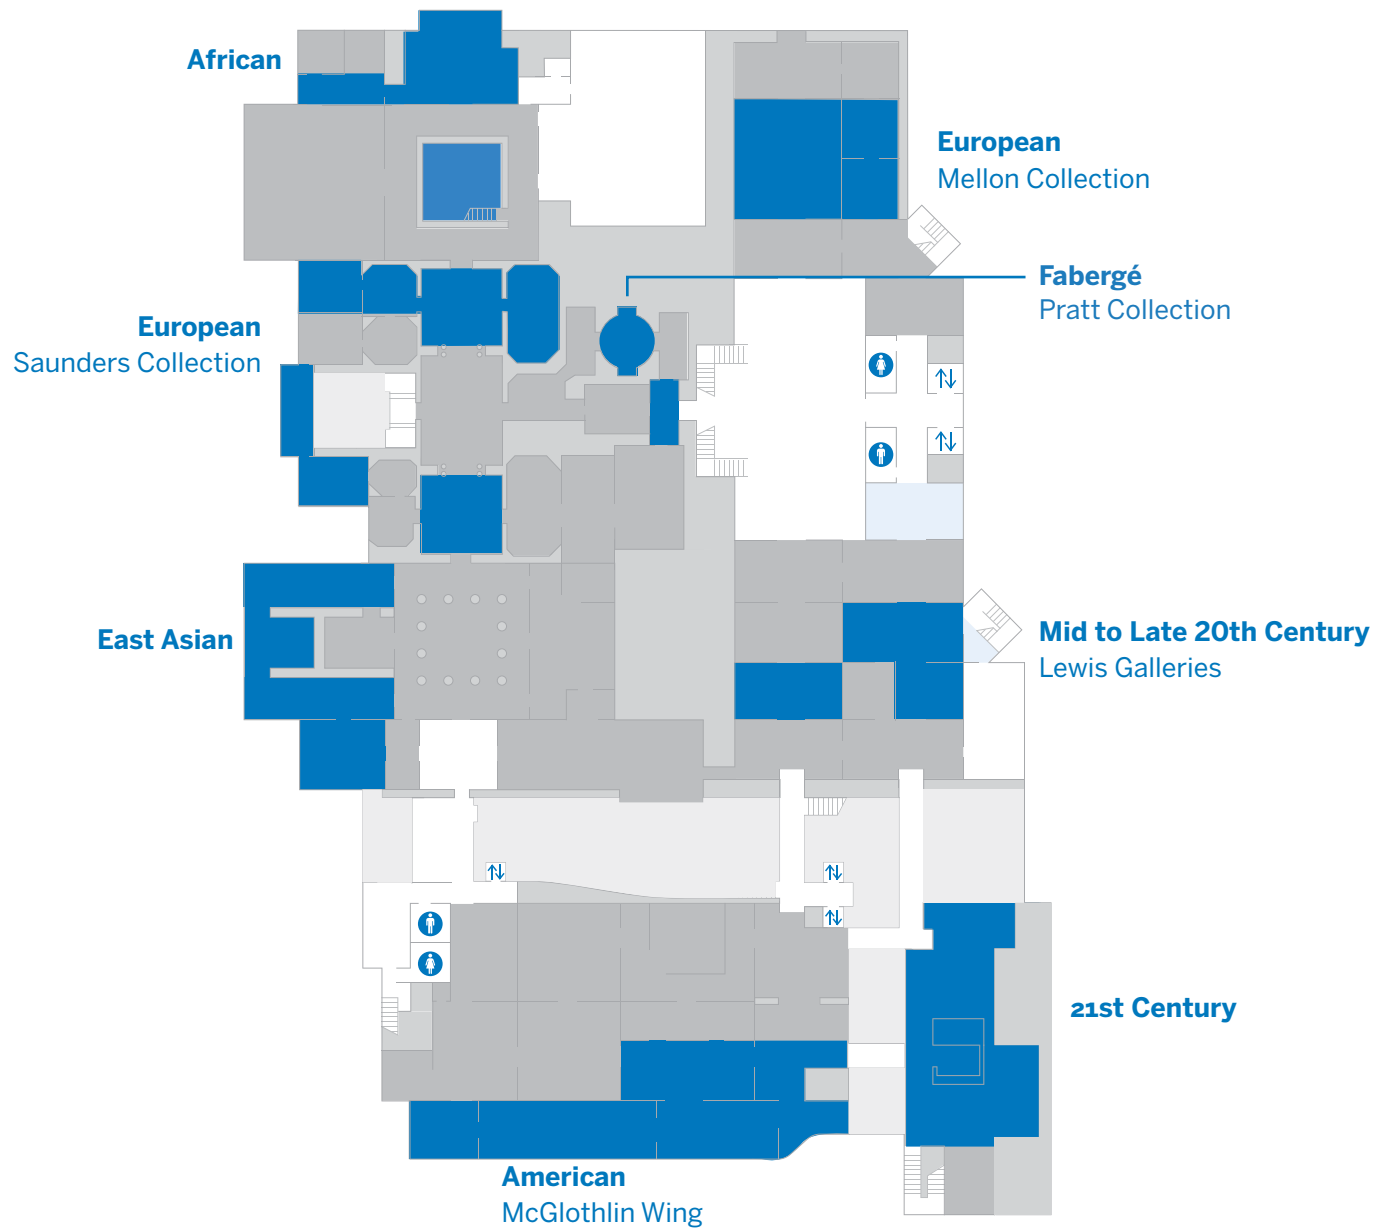 African
European
Mellon Collection
Fabergé
Pratt Collection
European
Saunders Collection
East Asian
Mid to Late 20th Century
Lewis Galleries
21st Century
American
McGlothlin Wing